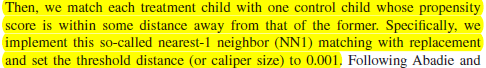 Then, we match each treatment child with one control child whose propensity
score is within some distance away from that of the former. Specifically, we
implement this so-called nearest-1 neighbor (NN1) matching with replacement
and set the threshold distance (or caliper size) to 0.001. Following Abadie and